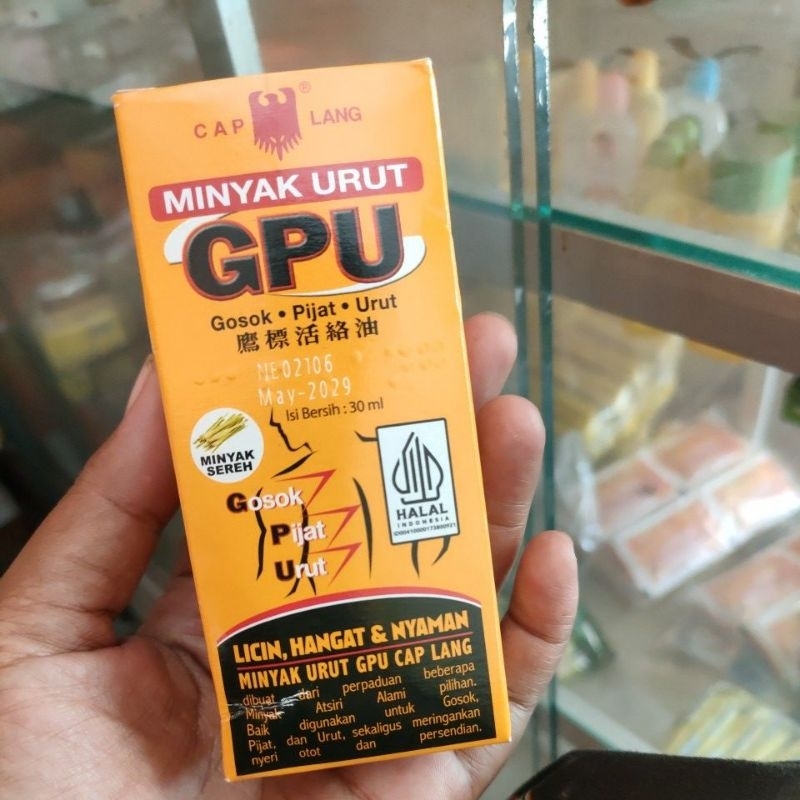 CAP LANG®
MINYAK URUT
GPU
Gosok • Pijat • Urut
鷹標活絡油
NE02106
May-2029
Isi Bersih : 30 ml
MINYAK
SEREH
Gosok
Pijat
Urut
HALAL
INDONESIA
ID00410000173800921
LICIN, HANGAT & NYAMAN
MINYAK URUT GPU CAP LANG
dibuat dari perpaduan beberapa
Minyak Atsiri Alami pilihan.
Baik digunakan untuk Gosok,
Pijat, dan Urut, sekaligus meringankan
nyeri otot dan persendian.